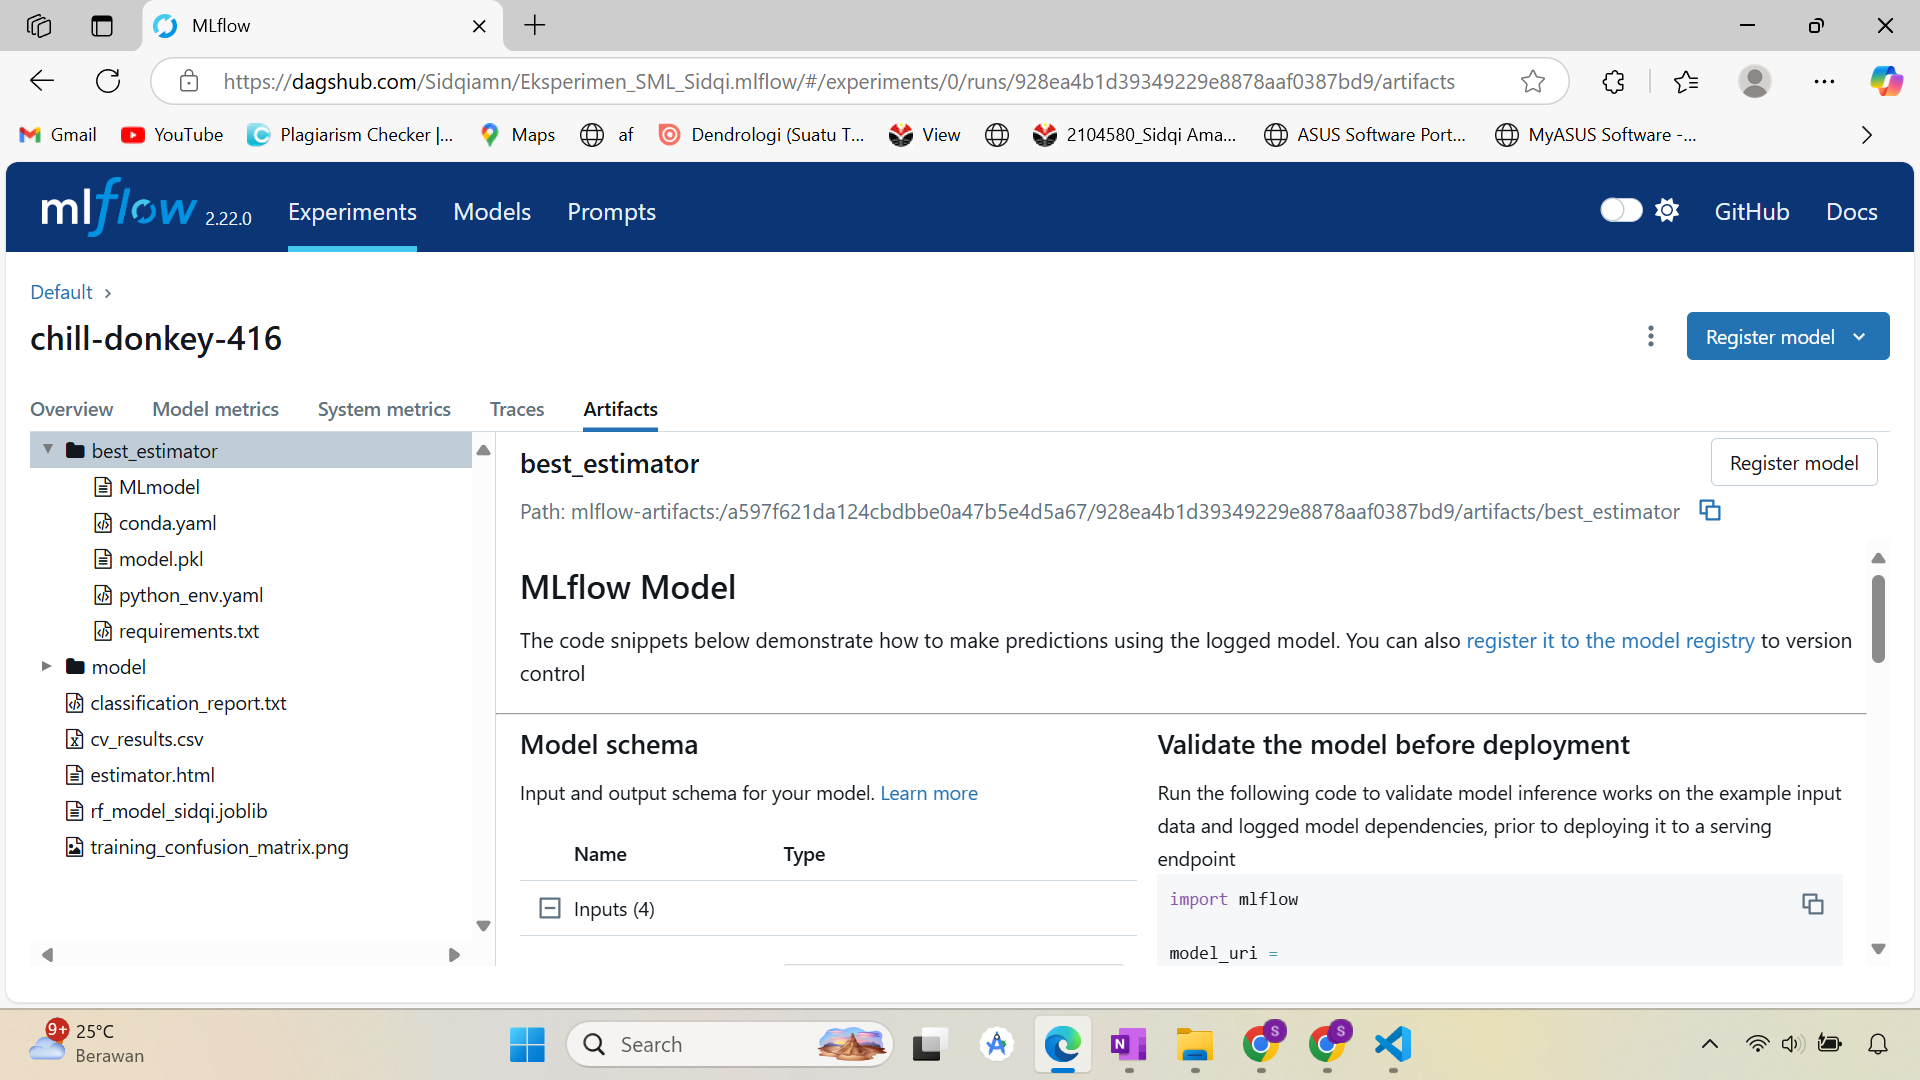 MLflow
https://dagshub.com/Sidqiamn/Eksperimen_SML_Sidqi.mlflow/#/experiments/0/runs/928ea4b1d39349229e8878aaf0387bd9/artifacts
Gmail YouTube Plagiarism Checker |... Maps af Dendrologi (Suatu T... View 2104580_Sidqi Ama... ASUS Software Port... MyASUS Software -...
mlflow 2.22.0 Experiments Models Prompts GitHub Docs
Default
chill-donkey-416
Register model
Overview Model metrics System metrics Traces Artifacts
best_estimator
MLmodel
conda.yaml
model.pkl
python_env.yaml
requirements.txt
model
classification_report.txt
cv_results.csv
estimator.html
rf_model_sidqi.joblib
training_confusion_matrix.png
best_estimator
Register model
Path: mlflow-artifacts:/a597f621da124cbdbbe0a47b5e4d5a67/928ea4b1d39349229e8878aaf0387bd9/artifacts/best_estimator
MLflow Model
The code snippets below demonstrate how to make predictions using the logged model. You can also register it to the model registry to version
control
Model schema
Input and output schema for your model. Learn more
Name Type
Inputs (4)
Validate the model before deployment
Run the following code to validate model inference works on the example input
data and logged model dependencies, prior to deploying it to a serving
endpoint
import mlflow
model_uri =
9+ 25°C
Berawan
Search
N
S
S